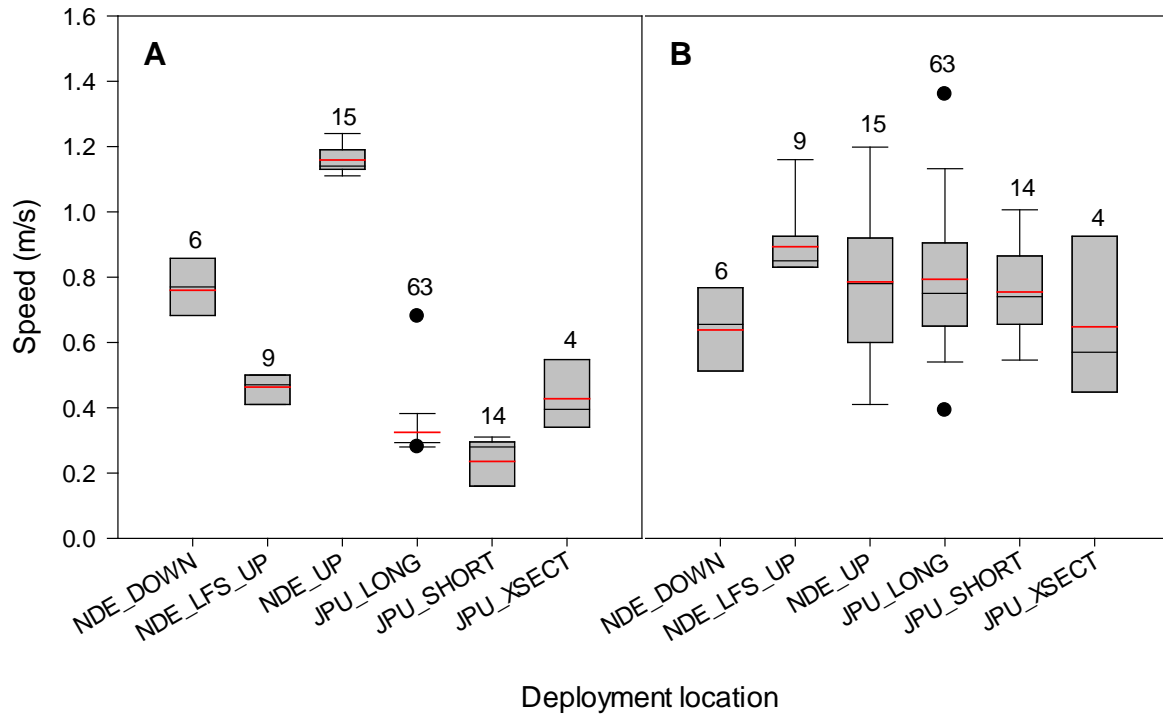 Speed (m/s)
1.6
1.4
1.2
1.0
0.8
0.6
0.4
0.2
0.0
A
6
9
15
63
14
4
NDE_DOWN
NDE_LFS_UP
NDE_UP
JPU_LONG
JPU_SHORT
JPU_XSECT
B
6
9
15
63
14
4
NDE_DOWN
NDE_LFS_UP
NDE_UP
JPU_LONG
JPU_SHORT
JPU_XSECT
Deployment location